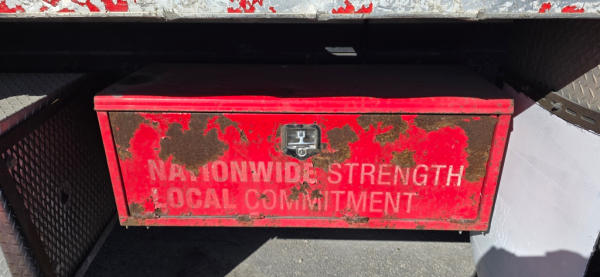 NATIONWIDE STRENGTH
LOCAL COMMITMENT